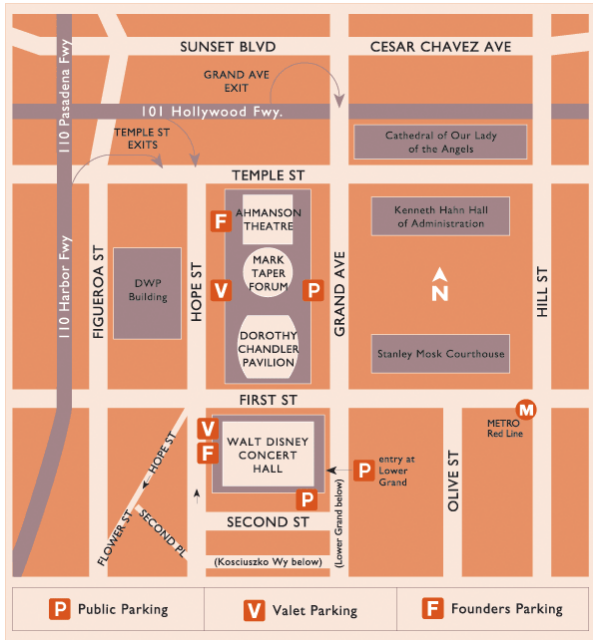 SUNSET BLVD
CESAR CHAVEZ AVE
110 Pasadena Fwy
GRAND AVE
EXIT
101 Hollywood Fwy.
TEMPLE ST
EXITS
Cathedral of Our Lady
of the Angels
TEMPLE ST
F
AHMANSON
THEATRE
Kenneth Hahn Hall
of Administration
110 Harbor Fwy
FIGUEROA ST
DWP
Building
HOPE ST
V
MARK
TAPER
FORUM
P
GRAND AVE
N
HILL ST
DOROTHY
CHANDLER
PAVILION
Stanley Mosk Courthouse
FIRST ST
M
METRO
Red Line
HOPE ST
V
F
WALT DISNEY
CONCERT
HALL
P
entry at
Lower
Grand
P
OLIVE ST
FLOWER ST
SECOND PL
SECOND ST
(Lower Grand below)
(Kosciuszko Wy below)
P Public Parking
V Valet Parking
F Founders Parking